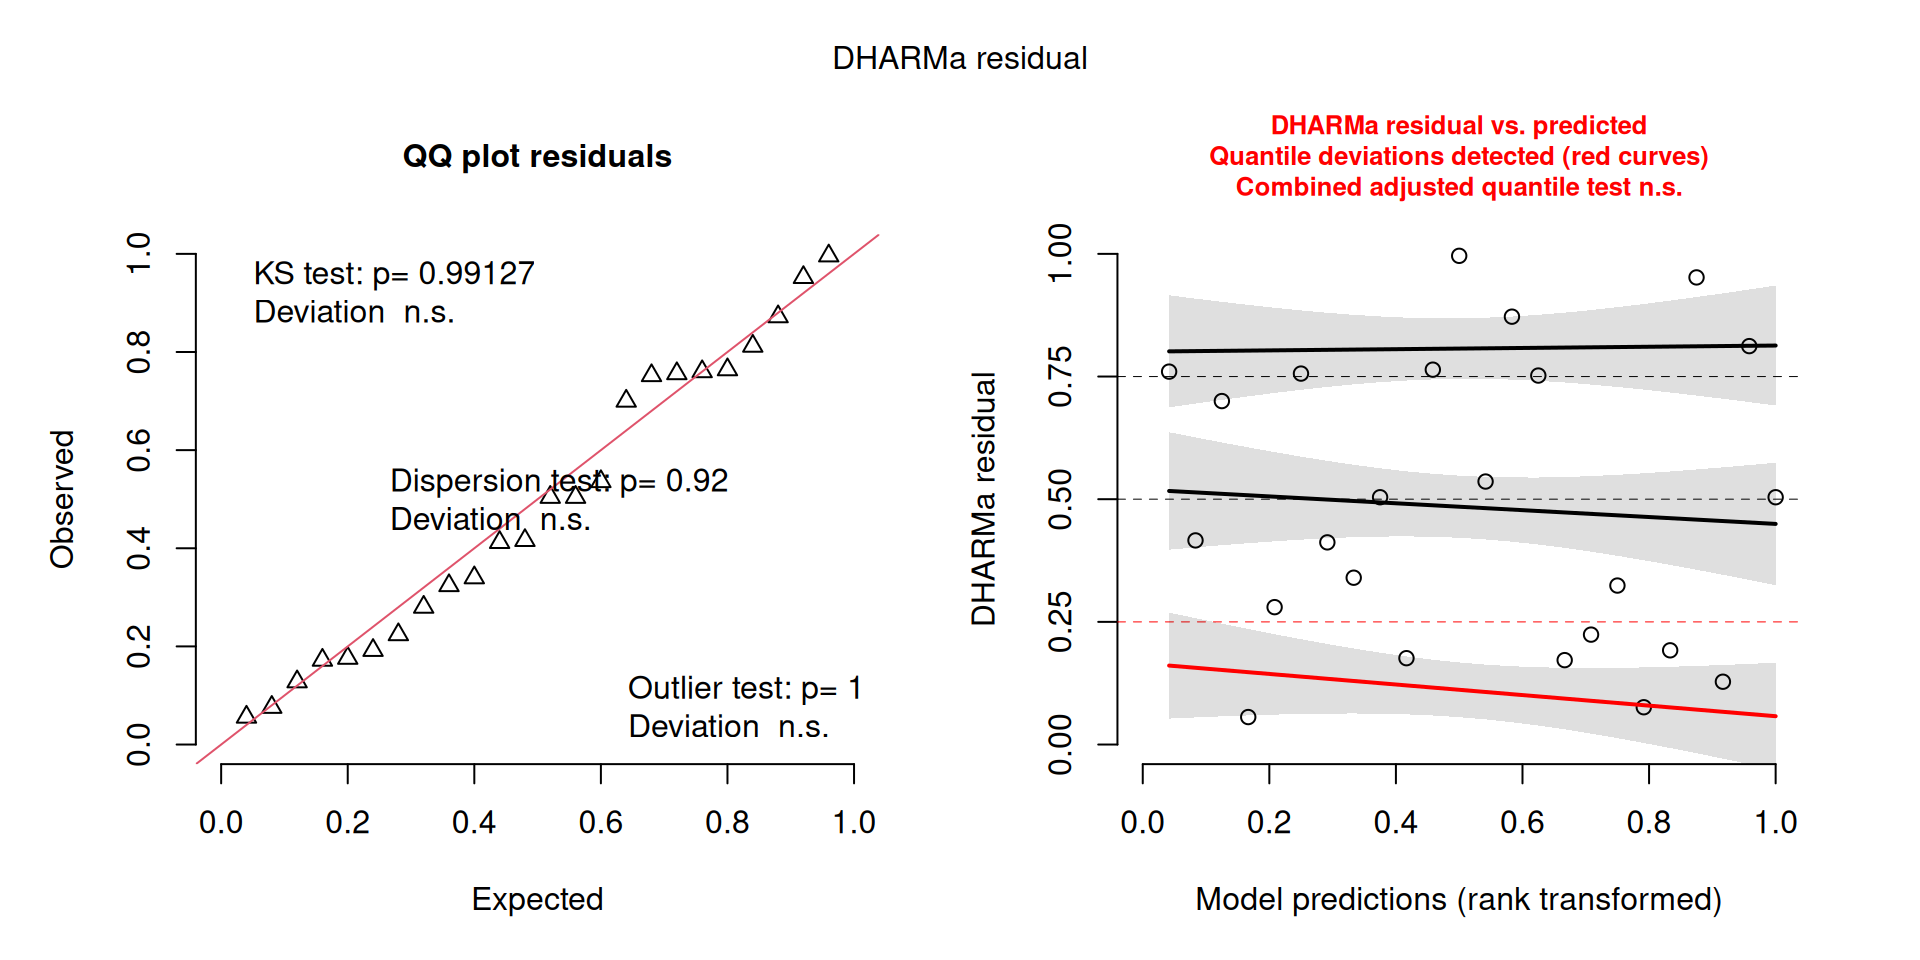 DHARMa residual
QQ plot residuals
KS test: p= 0.99127
Deviation  n.s.
Dispersion test: p= 0.92
Deviation  n.s.
Outlier test: p= 1
Deviation  n.s.
Observed
0.0 0.2 0.4 0.6 0.8 1.0
0.0 0.2 0.4 0.6 0.8 1.0
Expected
DHARMa residual vs. predicted
Quantile deviations detected (red curves)
Combined adjusted quantile test n.s.
DHARMa residual
0.00 0.25 0.50 0.75 1.00
0.0 0.2 0.4 0.6 0.8 1.0
Model predictions (rank transformed)